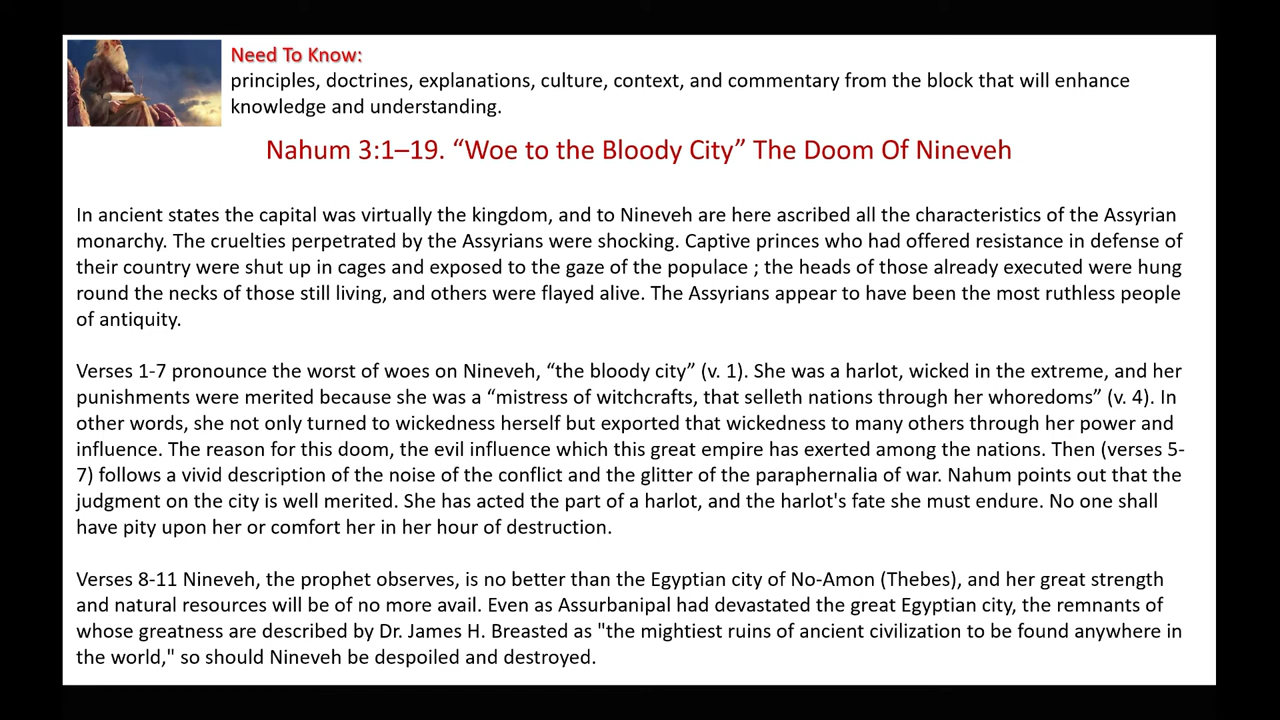 Need To Know:
principles, doctrines, explanations, culture, context, and commentary from the block that will enhance
knowledge and understanding.
Nahum 3:1–19. “Woe to the Bloody City” The Doom Of Nineveh
In ancient states the capital was virtually the kingdom, and to Nineveh are here ascribed all the characteristics of the Assyrian
monarchy. The cruelties perpetrated by the Assyrians were shocking. Captive princes who had offered resistance in defense of
their country were shut up in cages and exposed to the gaze of the populace ; the heads of those already executed were hung
round the necks of those still living, and others were flayed alive. The Assyrians appear to have been the most ruthless people
of antiquity.
Verses 1-7 pronounce the worst of woes on Nineveh, “the bloody city” (v. 1). She was a harlot, wicked in the extreme, and her
punishments were merited because she was a “mistress of witchcrafts, that selleth nations through her whoredoms” (v. 4). In
other words, she not only turned to wickedness herself but exported that wickedness to many others through her power and
influence. The reason for this doom, the evil influence which this great empire has exerted among the nations. Then (verses 5-
7) follows a vivid description of the noise of the conflict and the glitter of the paraphernalia of war. Nahum points out that the
judgment on the city is well merited. She has acted the part of a harlot, and the harlot's fate she must endure. No one shall
have pity upon her or comfort her in her hour of destruction.
Verses 8-11 Nineveh, the prophet observes, is no better than the Egyptian city of No-Amon (Thebes), and her great strength
and natural resources will be of no more avail. Even as Assurbanipal had devastated the great Egyptian city, the remnants of
whose greatness are described by Dr. James H. Breasted as "the mightiest ruins of ancient civilization to be found anywhere in
the world," so should Nineveh be despoiled and destroyed.